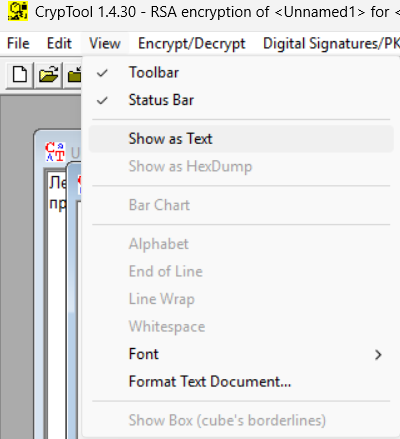 CrypTool 1.4.30 - RSA encryption of <Unnamed1> for <
File Edit View Encrypt/Decrypt Digital Signatures/PK
Toolbar
Status Bar
Show as Text
Show as HexDump
Bar Chart
Alphabet
End of Line
Line Wrap
Whitespace
Font
Format Text Document...
Show Box (cube's borderlines)
Ле
пр